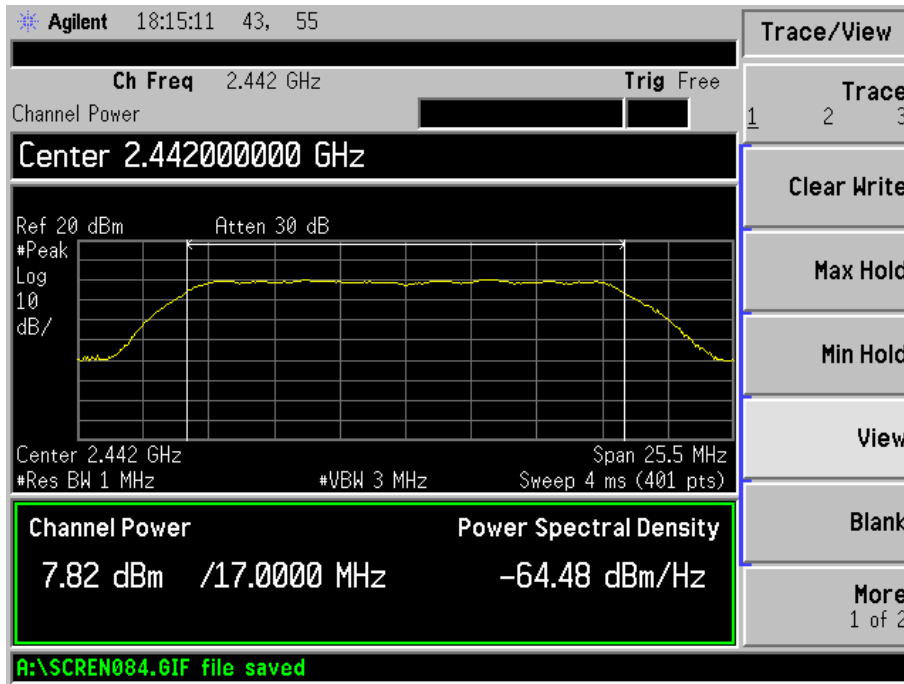 Agilent 18:15:11 43, 55
Trace/View
Ch Freq 2.442 GHz Trig Free
Channel Power
Trace
1 2 3
Center 2.442000000 GHz
Clear Write
Ref 20 dBm Atten 30 dB
#Peak
Log
10
dB/
Max Hold
Min Hold
View
Center 2.442 GHz Span 25.5 MHz
#Res BW 1 MHz #VBW 3 MHz Sweep 4 ms (401 pts)
Channel Power Power Spectral Density
7.82 dBm /17.0000 MHz -64.48 dBm/Hz
Blank
More
1 of 2
A:\SCREN084.GIF file saved